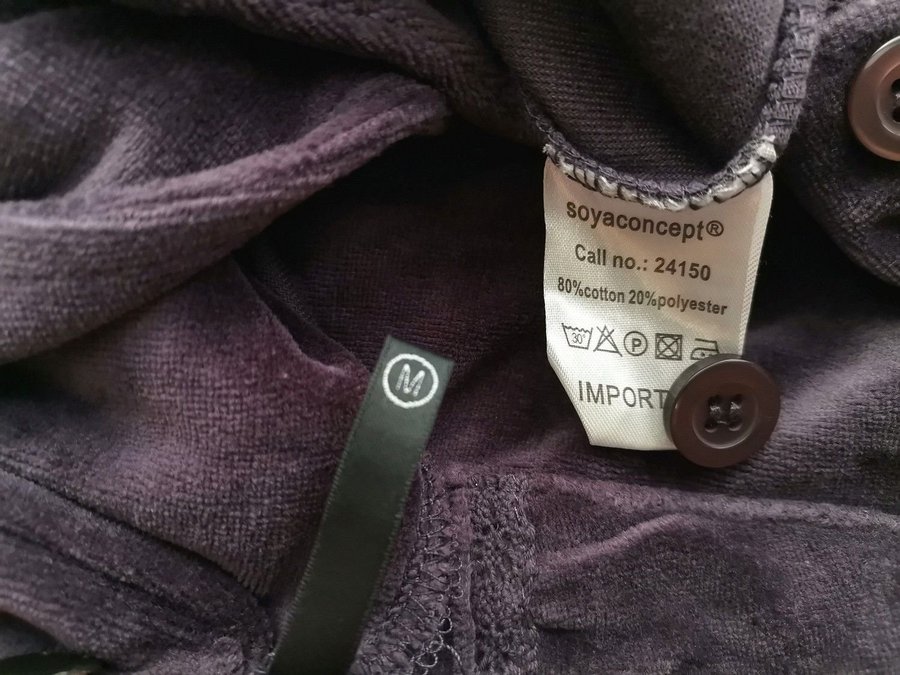 soyaconcept®
Call no.: 24150
80%cotton 20%polyester
30° P
IMPORT
M